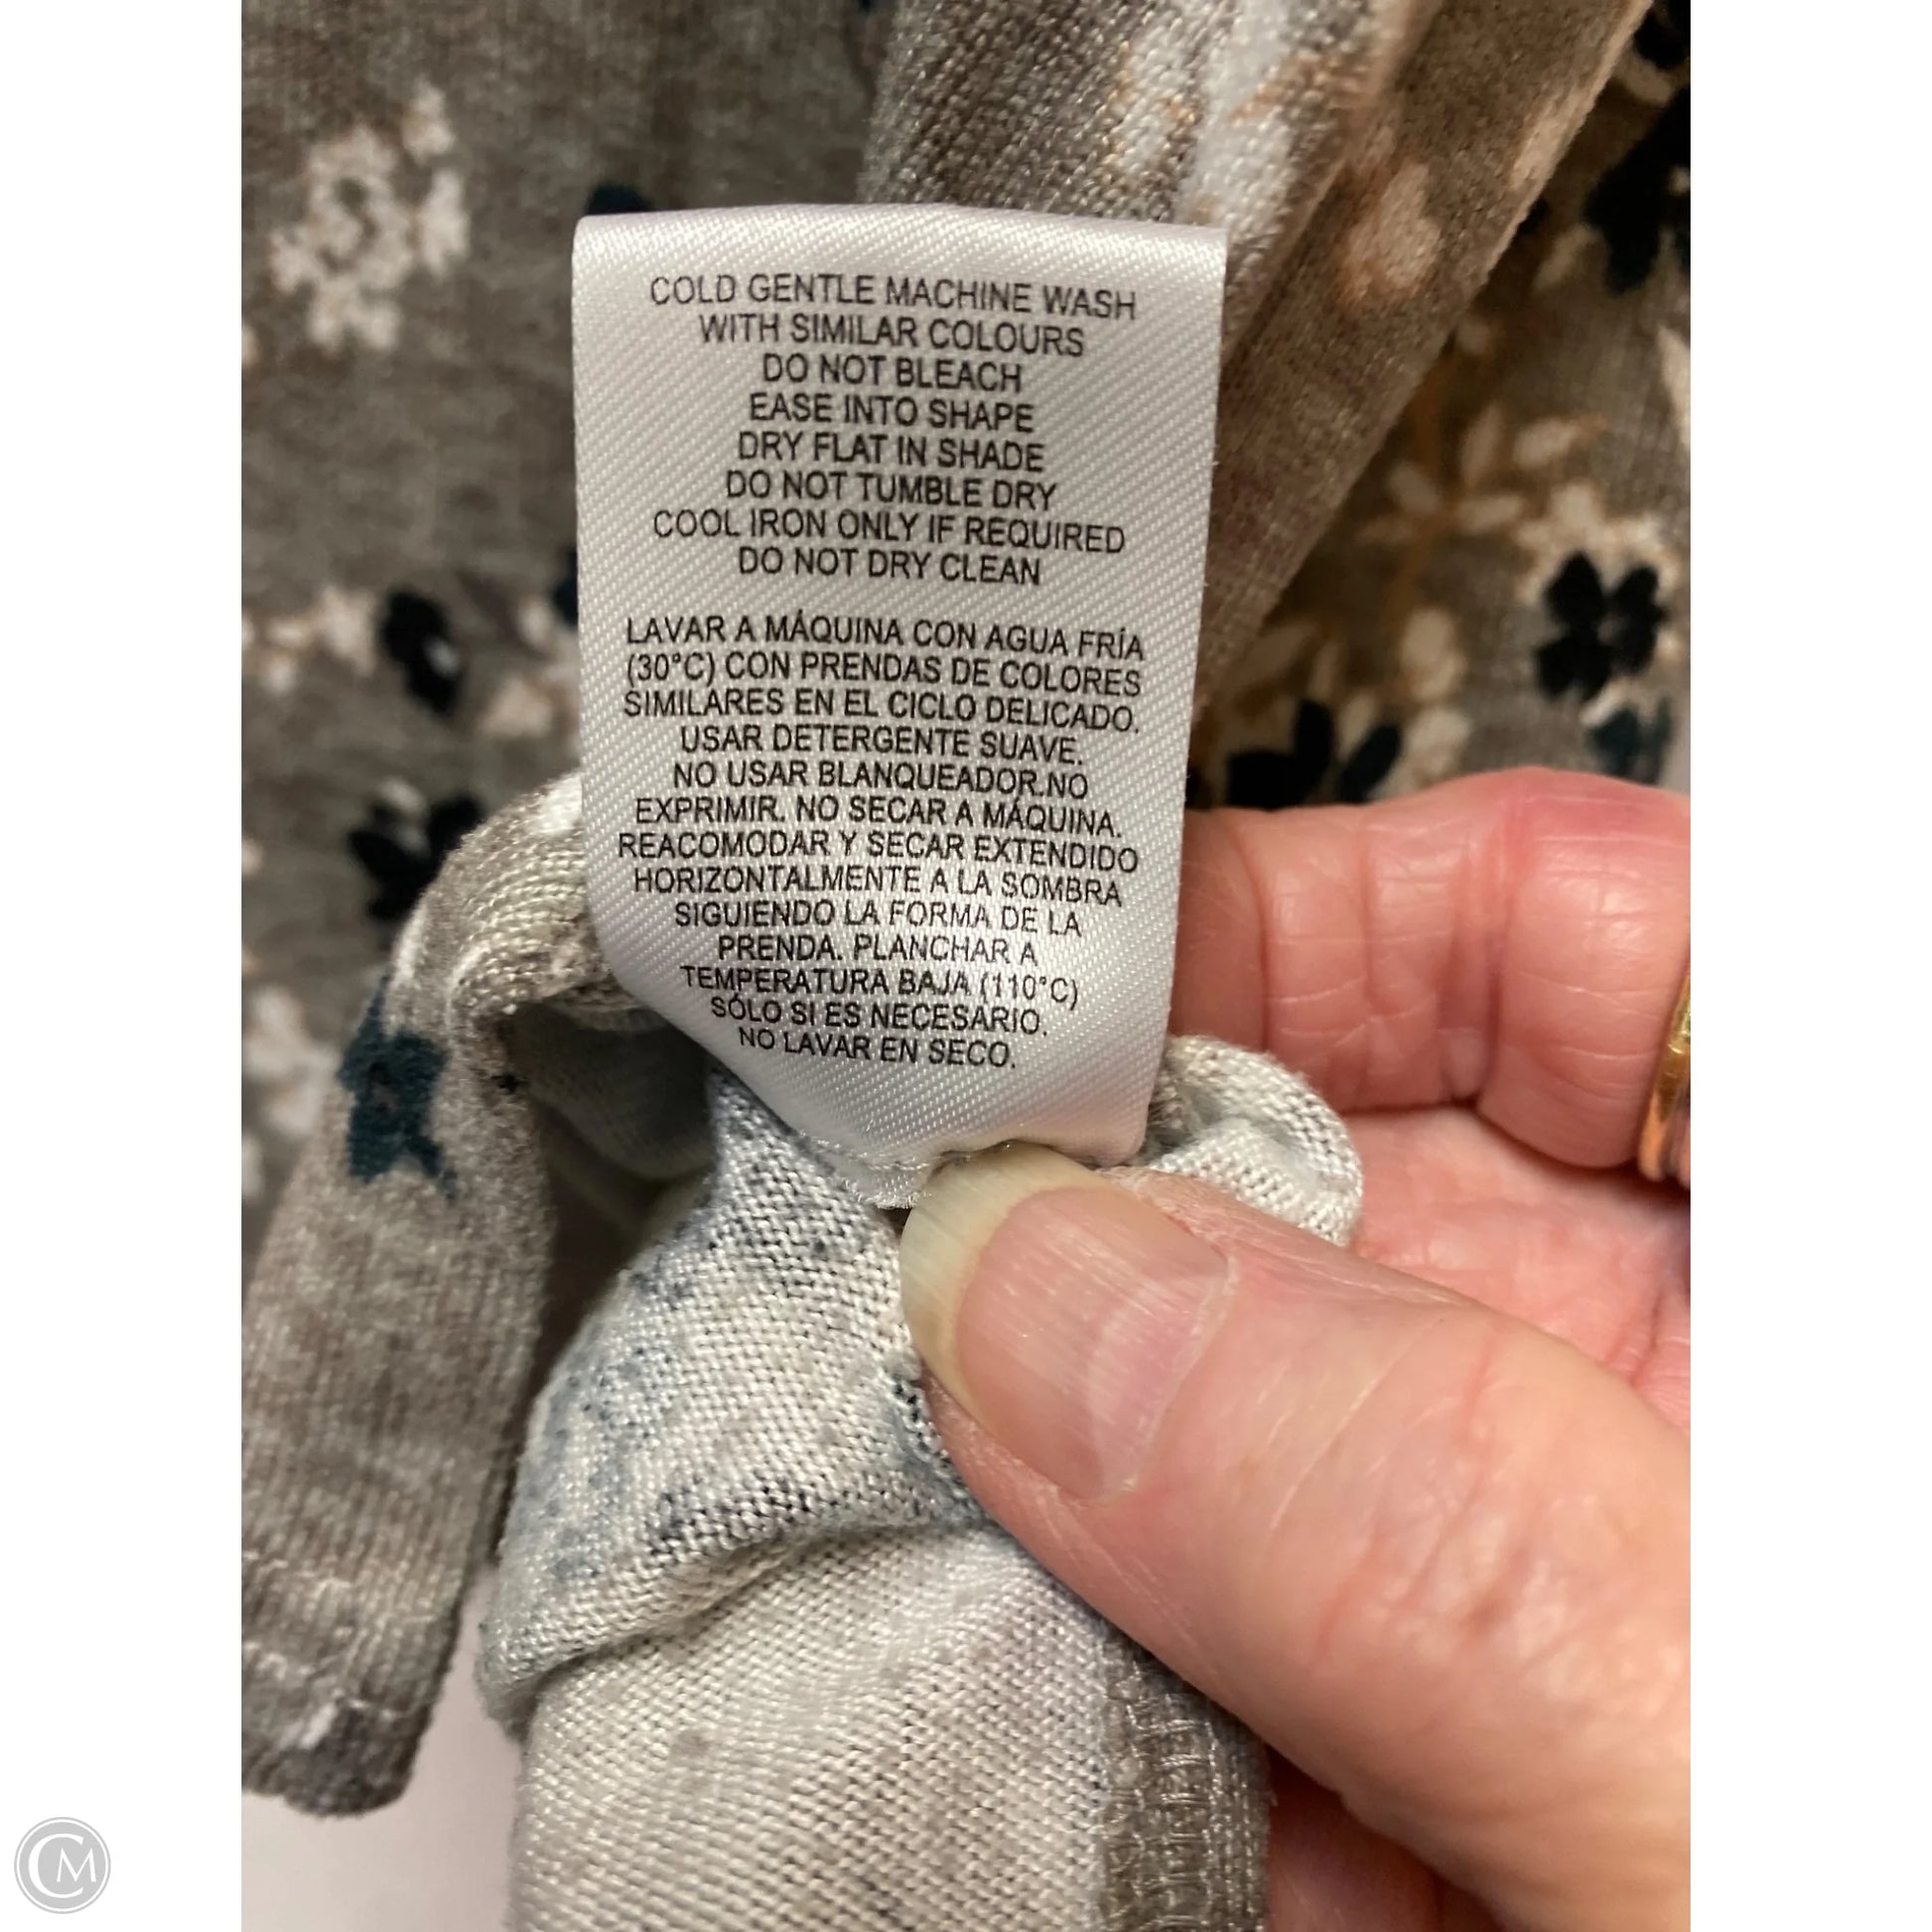 COLD GENTLE MACHINE WASH
WITH SIMILAR COLOURS
DO NOT BLEACH
EASE INTO SHAPE
DRY FLAT IN SHADE
DO NOT TUMBLE DRY
COOL IRON ONLY IF REQUIRED
DO NOT DRY CLEAN
LAVAR A MÁQUINA CON AGUA FRÍA
(30°C) CON PRENDAS DE COLORES
SIMILARES EN EL CICLO DELICADO.
USAR DETERGENTE SUAVE.
NO USAR BLANQUEADOR.NO
EXPRIMIR. NO SECAR A MÁQUINA.
REACOMODAR Y SECAR EXTENDIDO
HORIZONTALMENTE A LA SOMBRA
SIGUIENDO LA FORMA DE LA
PRENDA. PLANCHAR A
TEMPERATURA BAJA (110°C)
SÓLO SI ES NECESARIO.
NO LAVAR EN SECO.
CM